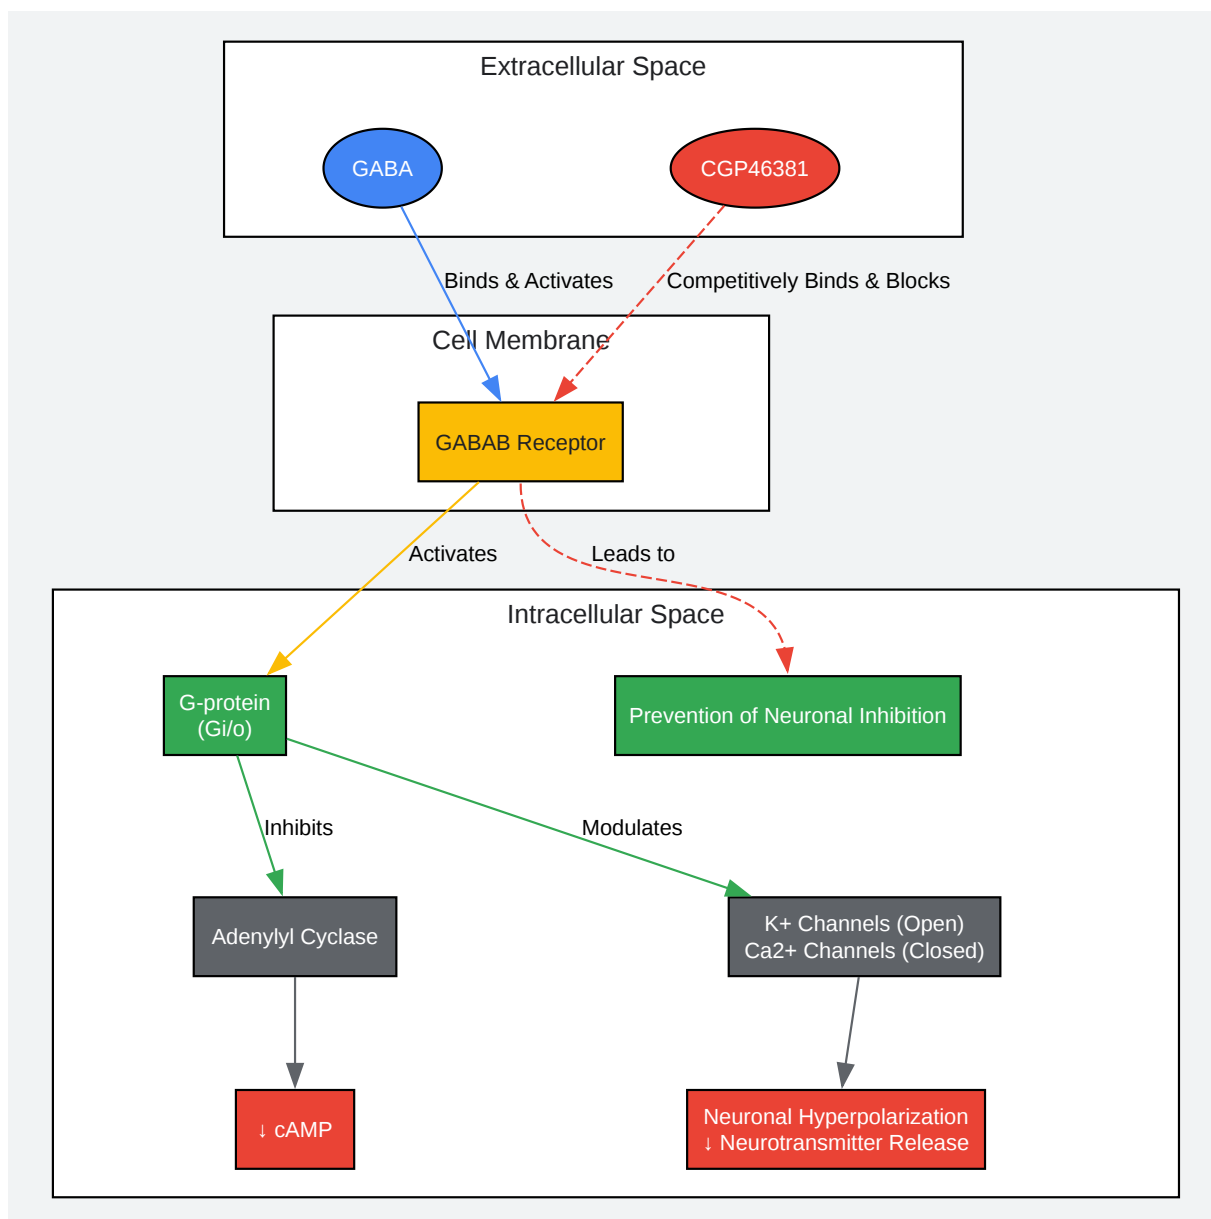 Extracellular Space
GABA
CGP46381
Binds & Activates
Competitively Binds & Blocks
Cell Membrane
GABAB Receptor
Activates
Leads to
Intracellular Space
G-protein
(Gi/o)
Prevention of Neuronal Inhibition
Inhibits
Modulates
Adenylyl Cyclase
K+ Channels (Open)
Ca2+ Channels (Closed)
↓ cAMP
Neuronal Hyperpolarization
↓ Neurotransmitter Release